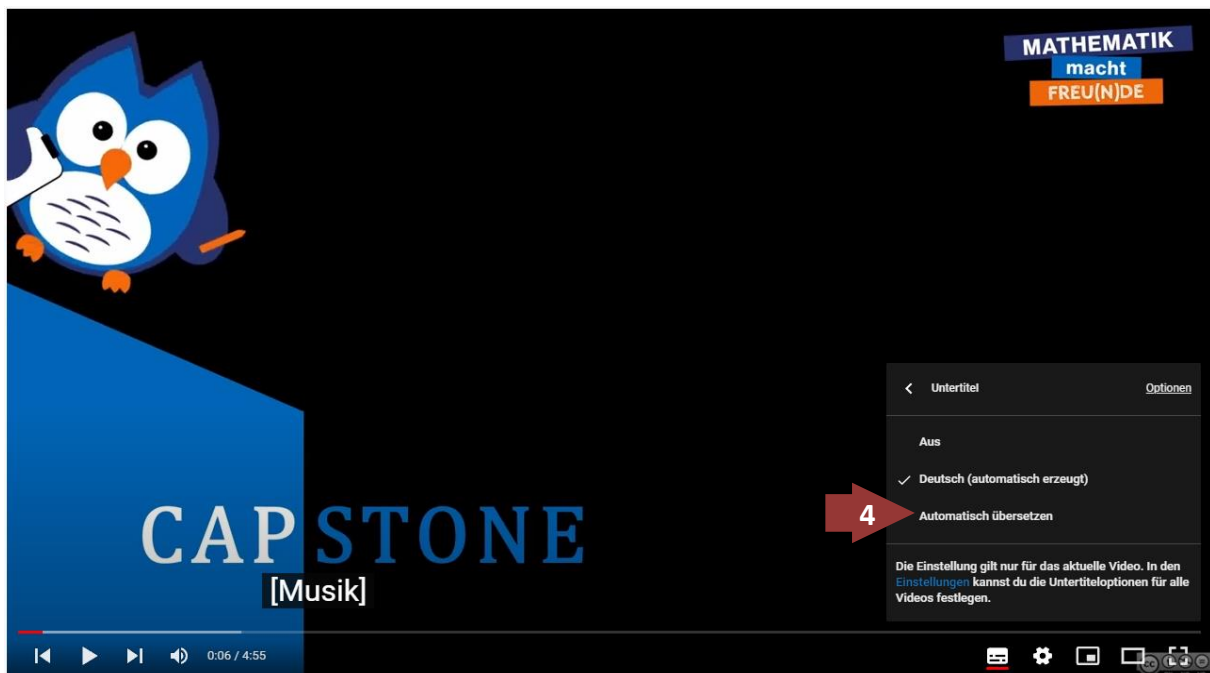 MATHEMATIK
macht
FREU(N)DE
Untertitel Optionen
Aus
Deutsch (automatisch erzeugt)
4 Automatisch übersetzen
Die Einstellung gilt nur für das aktuelle Video. In den
Einstellungen kannst du die Untertiteloptionen für alle
Videos festlegen.
CAPSTONE
[Musik]
0:06 / 4:55